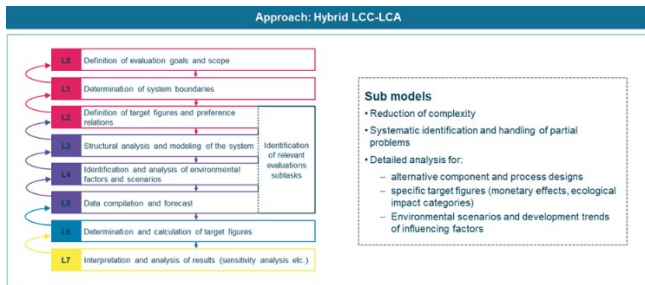 Approach: Hybrid LCC-LCA
L0 Definition of evaluation goals and scope
L1 Determination of system boundaries
L2 Definition of target figures and preference
relations
L3 Structural analysis and modeling of the system
L4 Identification and analysis of environmental
factors and scenarios
L5 Data compilation and forecast
L6 Determination and calculation of target figures
L7 Interpretation and analysis of results (sensitivity analysis etc.)
Identification
of relevant
evaluations
subtasks
Sub models
• Reduction of complexity
• Systematic identification and handling of partial
problems
• Detailed analysis for:
– alternative component and process designs
– specific target figures (monetary effects, ecological
impact categories)
– Environmental scenarios and development trends
of influencing factors